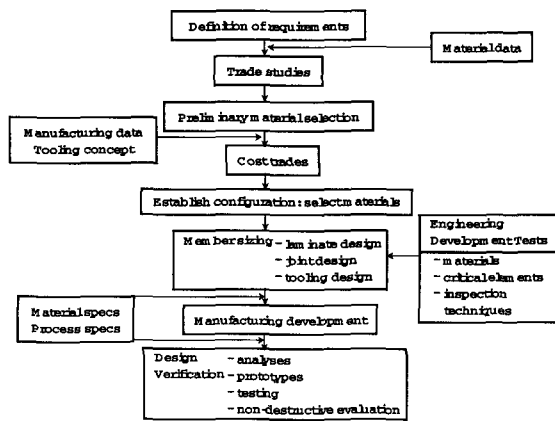 Definition of requirements
Material data
Trade studies
Preliminary material selection
Manufacturing data
Tooling concept
Cost trades
Establish configuration: select materials
Member sizing - laminate design
- joint design
- tooling design
Engineering
Development Tests
- materials
- critical elements
- inspection
techniques
Material specs
Process specs
Manufacturing development
Design - analyses
Verification - prototypes
- testing
- non-destructive evaluation